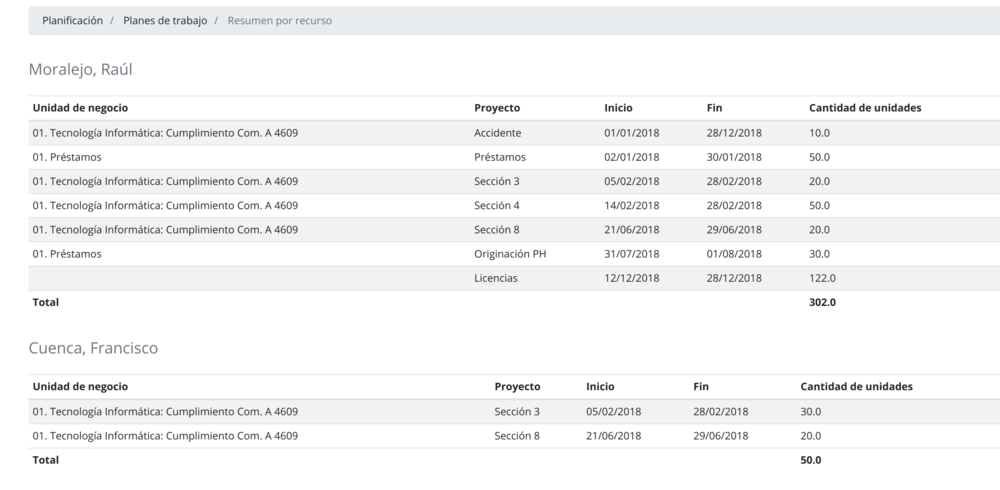 Planificación / Planes de trabajo / Resumen por recurso
Moralejo, Raúl
Unidad de negocio Proyecto Inicio Fin Cantidad de unidades
01. Tecnología Informática: Cumplimiento Com. A 4609 Accidente 01/01/2018 28/12/2018 10.0
01. Préstamos Préstamos 02/01/2018 30/01/2018 50.0
01. Tecnología Informática: Cumplimiento Com. A 4609 Sección 3 05/02/2018 28/02/2018 20.0
01. Tecnología Informática: Cumplimiento Com. A 4609 Sección 4 14/02/2018 28/02/2018 50.0
01. Tecnología Informática: Cumplimiento Com. A 4609 Sección 8 21/06/2018 29/06/2018 20.0
01. Préstamos Originación PH 31/07/2018 01/08/2018 30.0
Licencias 12/12/2018 28/12/2018 122.0
Total 302.0
Cuenca, Francisco
Unidad de negocio Proyecto Inicio Fin Cantidad de unidades
01. Tecnología Informática: Cumplimiento Com. A 4609 Sección 3 05/02/2018 28/02/2018 30.0
01. Tecnología Informática: Cumplimiento Com. A 4609 Sección 8 21/06/2018 29/06/2018 20.0
Total 50.0